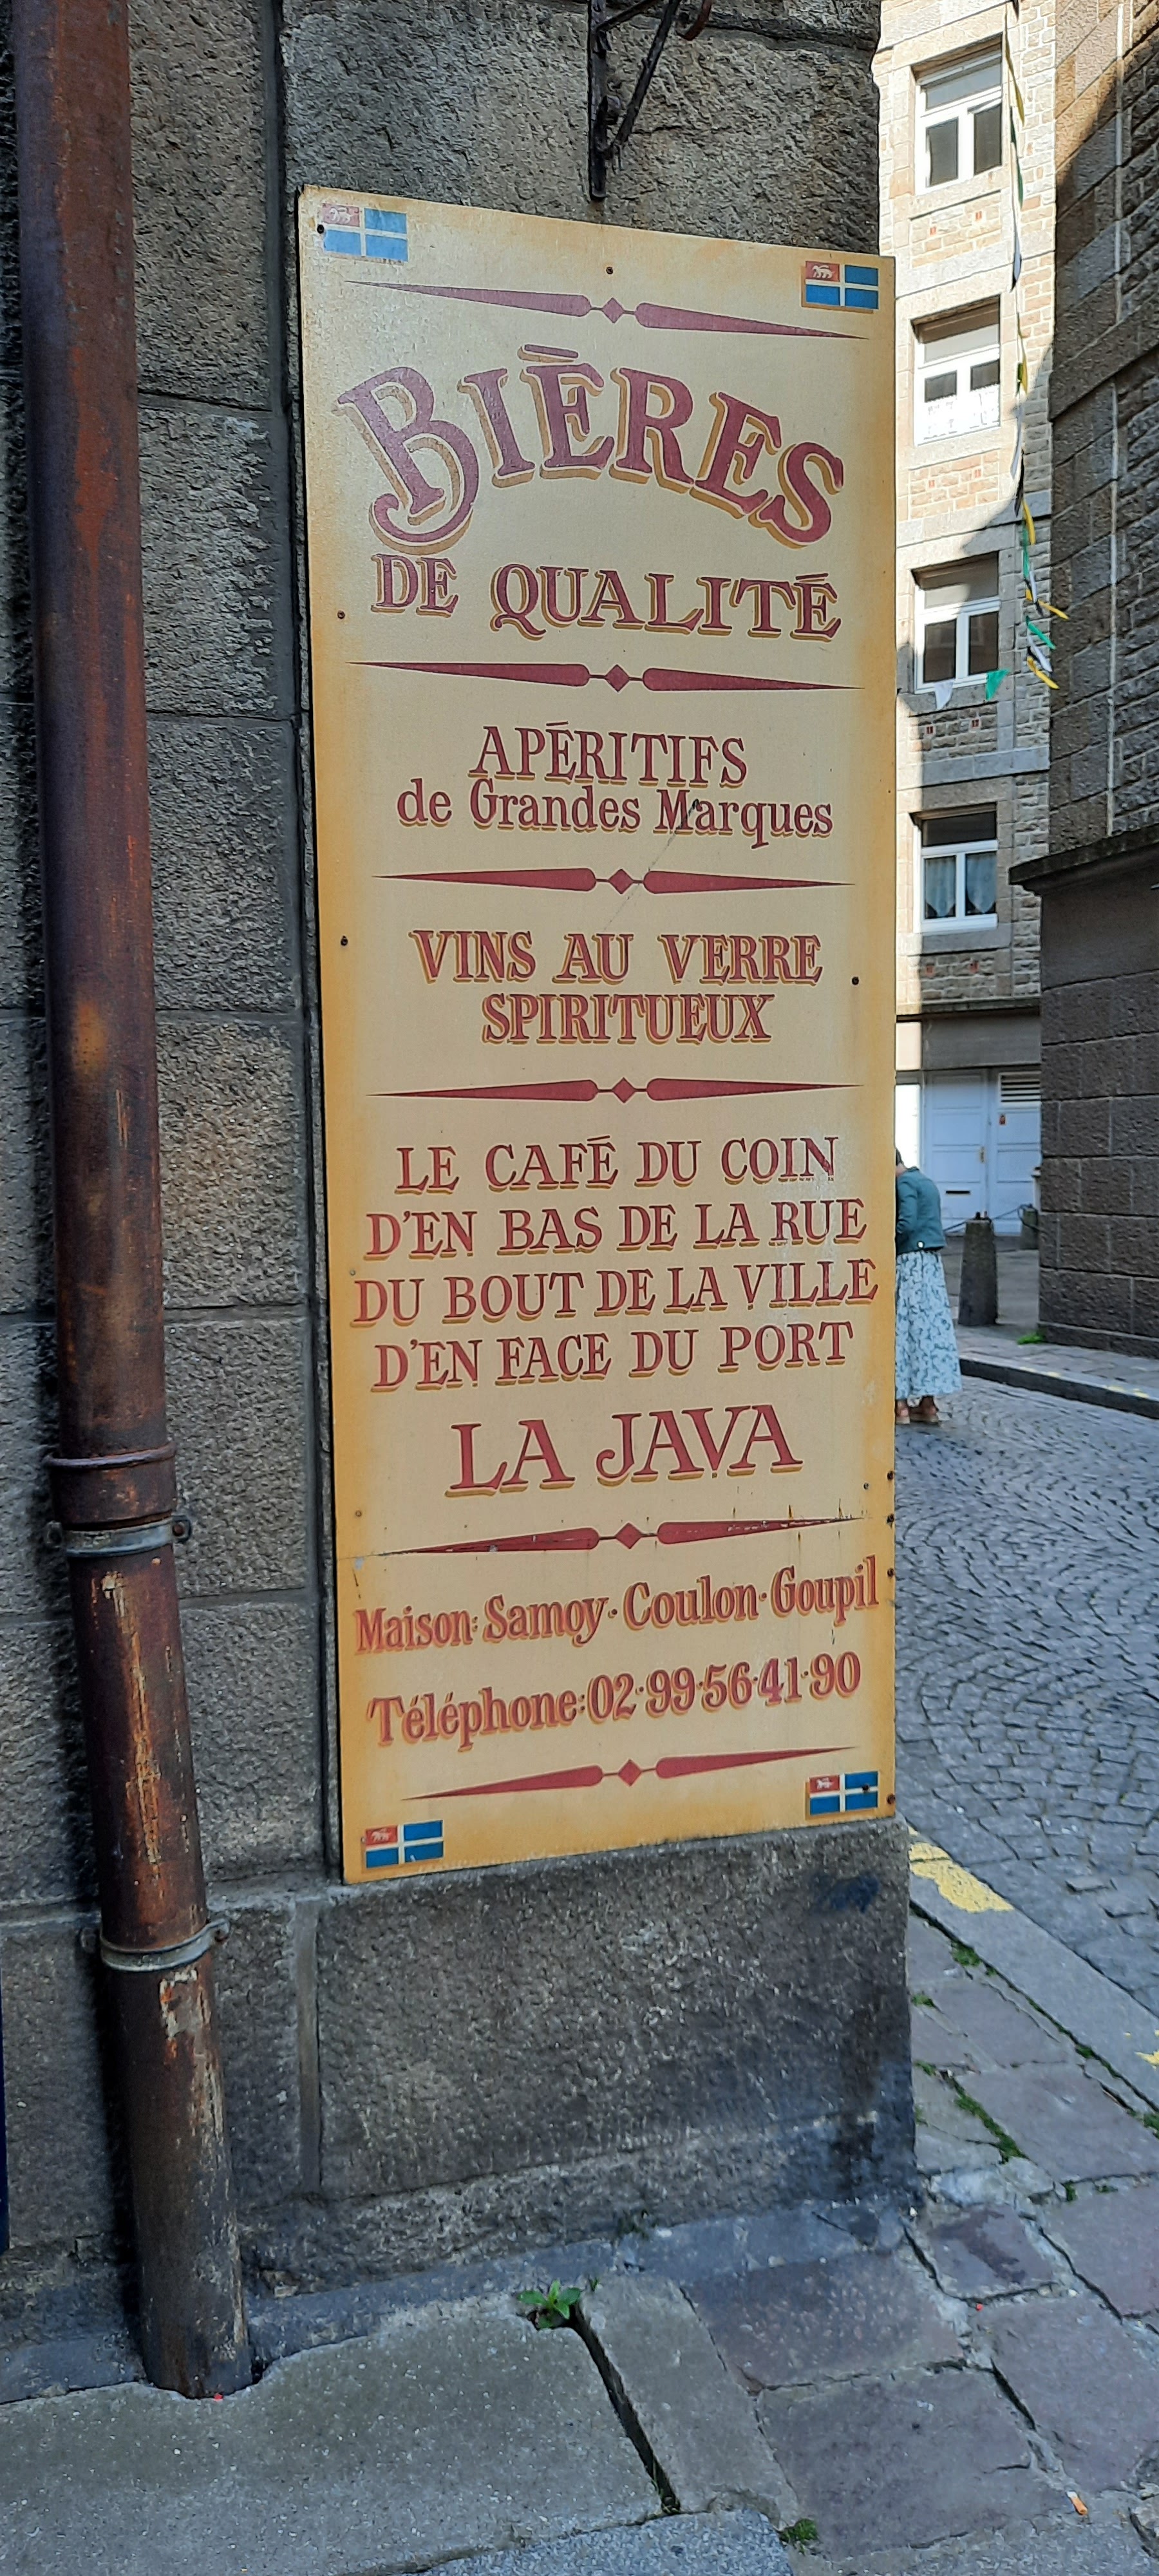 BIÈRES
DE QUALITÉ
APÉRITIFS
de Grandes Marques
VINS AU VERRE
SPIRITUEUX
LE CAFÉ DU COIN
D'EN BAS DE LA RUE
DU BOUT DE LA VILLE
D'EN FACE DU PORT
LA JAVA
Maison: Samoy·Coulon·Goupil
Téléphone:02·99·56·41·90